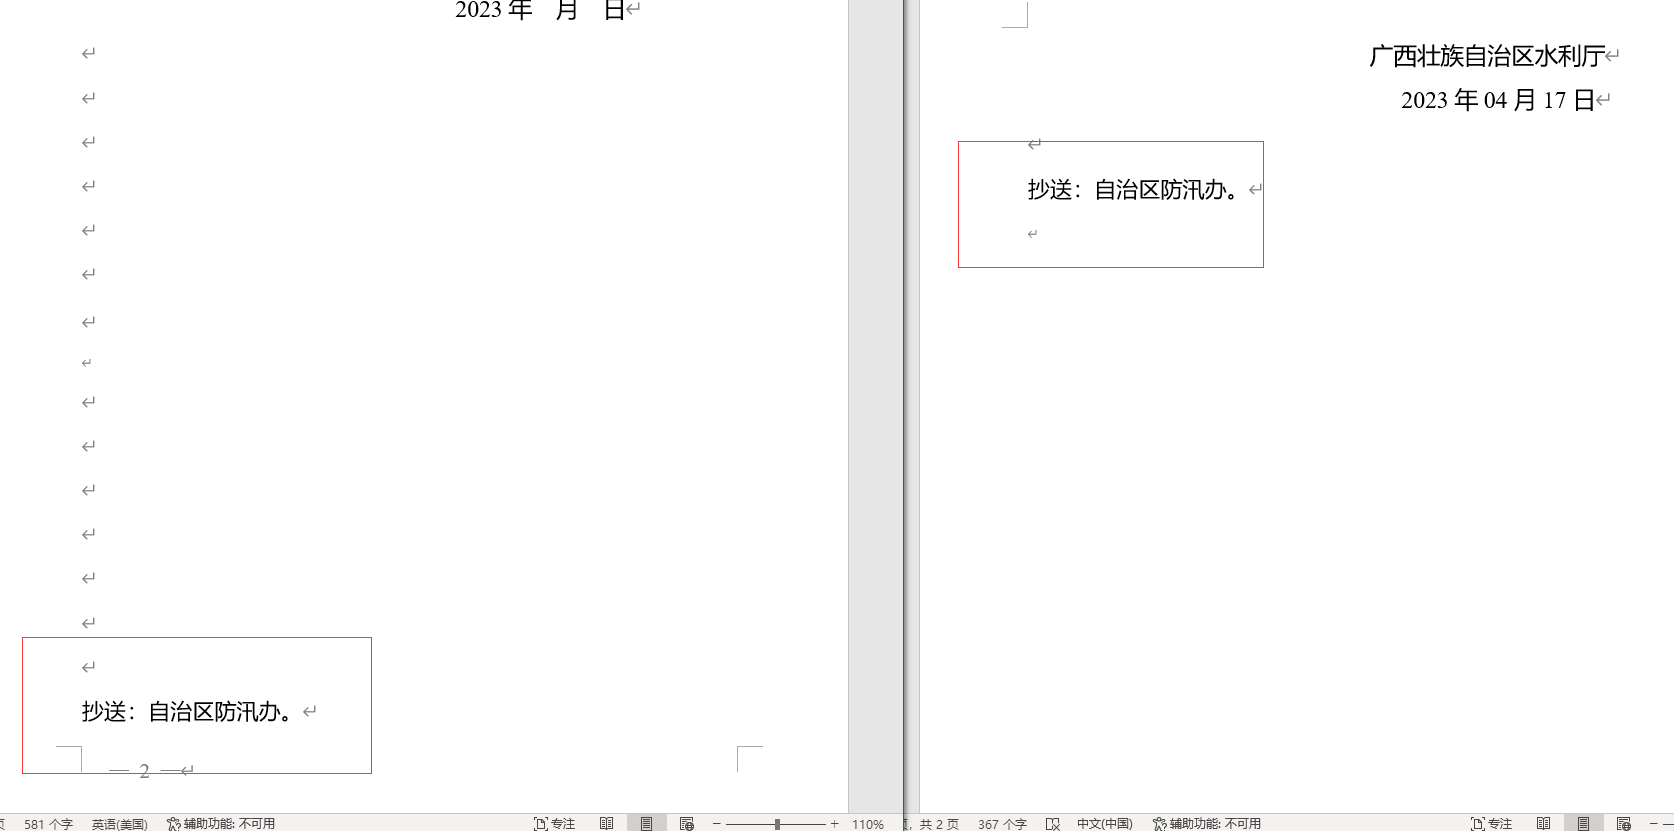 2023 年 月 日
抄送：自治区防汛办。
— 2 —
广西壮族自治区水利厅
2023 年 04 月 17 日
抄送：自治区防汛办。
页 581 个字 英语(美国) 辅助功能: 不可用 专注 − + 110%
页，共 2 页 367 个字 中文(中国) 辅助功能: 不可用 专注 −